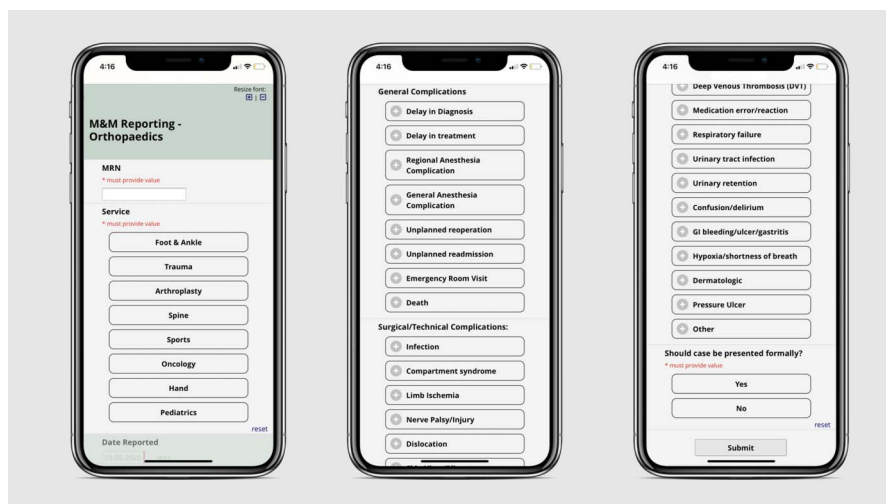 4:16
Resize font:
M&M Reporting -
Orthopaedics
MRN
* must provide value
Service
* must provide value
Foot & Ankle
Trauma
Arthroplasty
Spine
Sports
Oncology
Hand
Pediatrics
reset
Date Reported
4:16
General Complications
Delay in Diagnosis
Delay in treatment
Regional Anesthesia
Complication
General Anesthesia
Complication
Unplanned reoperation
Unplanned readmission
Emergency Room Visit
Death
Surgical/Technical Complications:
Infection
Compartment syndrome
Limb Ischemia
Nerve Palsy/Injury
Dislocation
4:16
Deep Venous Thrombosis (DVT)
Medication error/reaction
Respiratory failure
Urinary tract infection
Urinary retention
Confusion/delirium
GI bleeding/ulcer/gastritis
Hypoxia/shortness of breath
Dermatologic
Pressure Ulcer
Other
Should case be presented formally?
* must provide value
Yes
No
reset
Submit